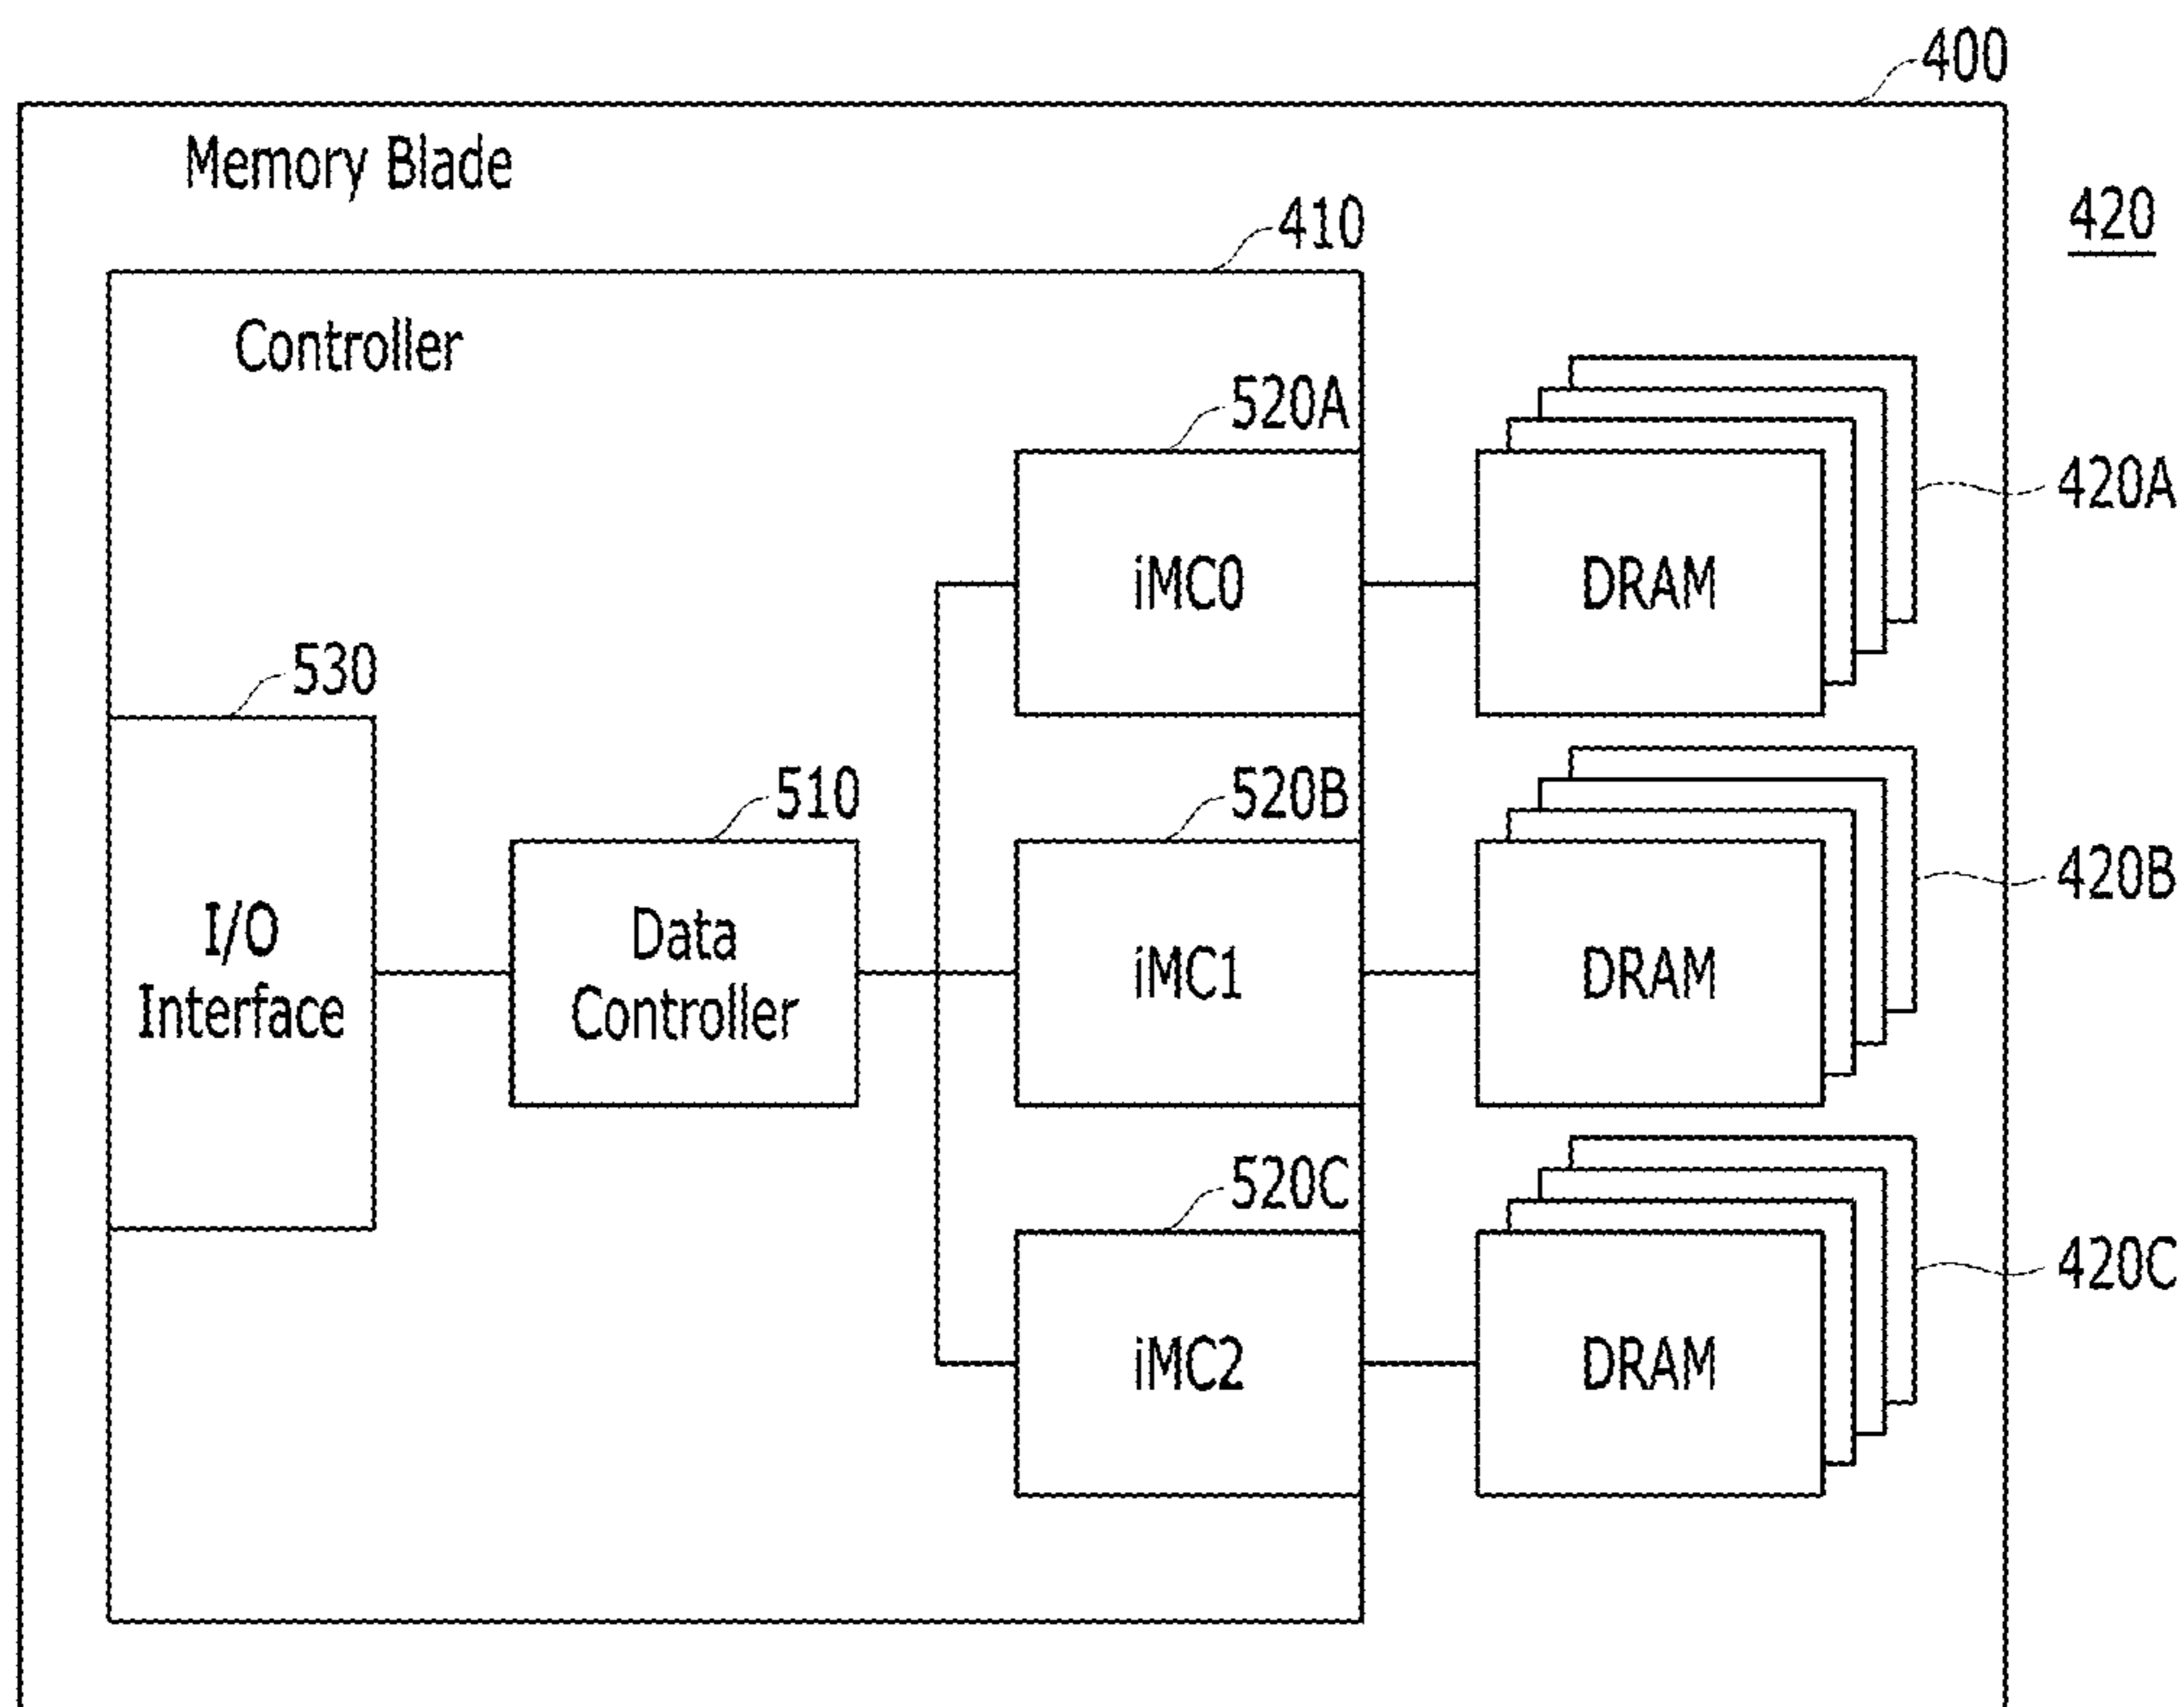 400
Memory Blade
420
410
Controller
520A
iMC0
DRAM
420A
530
I/O
Interface
510
Data
Controller
520B
iMC1
DRAM
420B
520C
iMC2
DRAM
420C